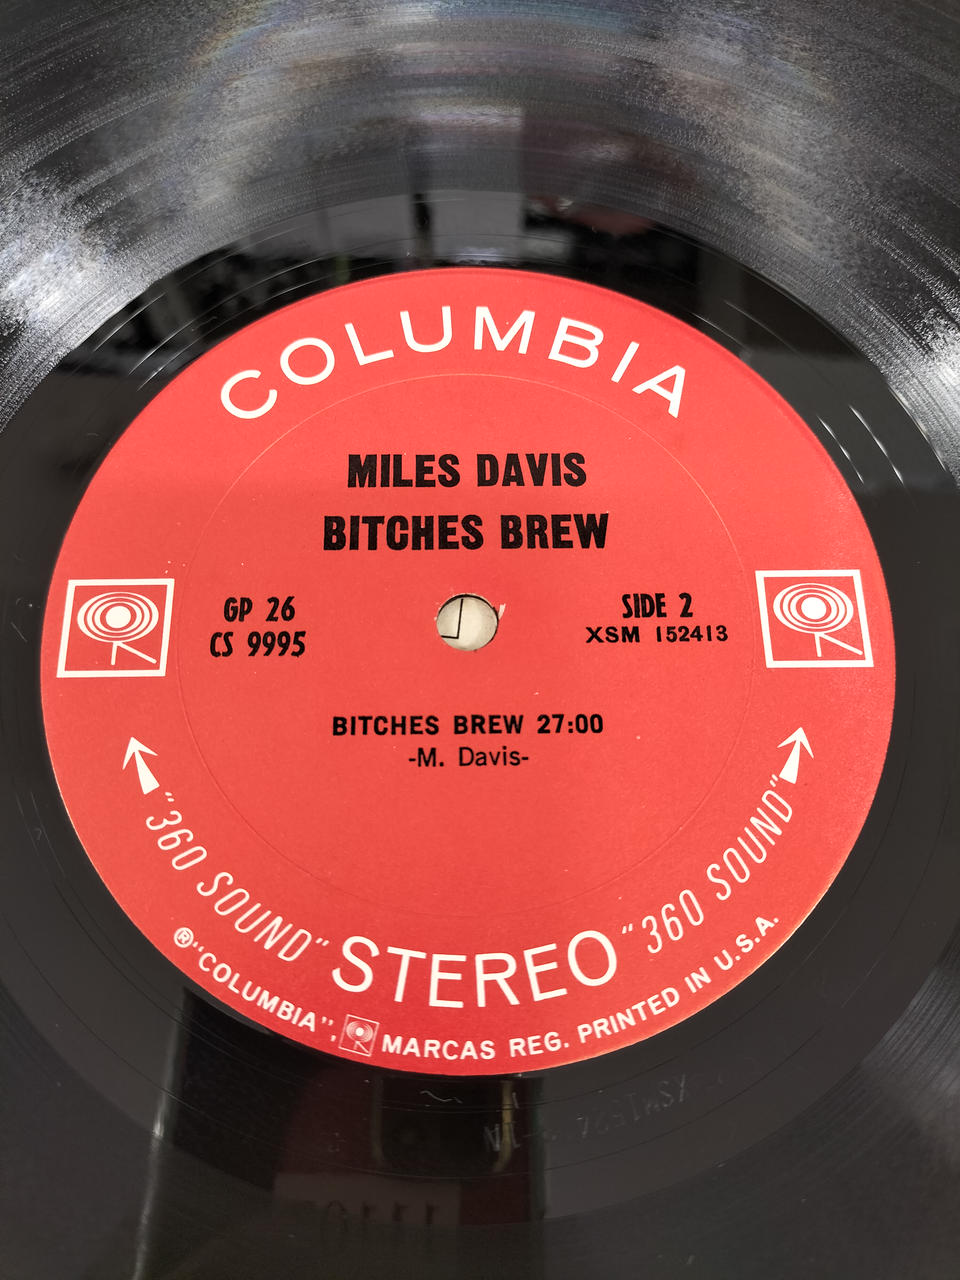 COLUMBIA
MILES DAVIS
BITCHES BREW
GP 26
CS 9995
SIDE 2
XSM 152413
BITCHES BREW 27:00
-M. Davis-
"360 SOUND" STEREO "360 SOUND"
®"COLUMBIA", MARCAS REG. PRINTED IN U.S.A.